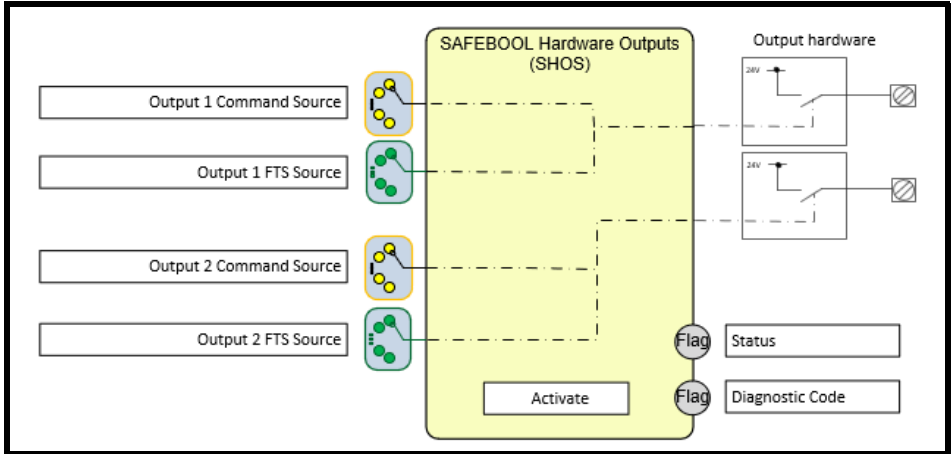 SAFEBOOL Hardware Outputs
(SHOS)
Output hardware
24V
Output 1 Command Source
Output 1 FTS Source
24V
Output 2 Command Source
Output 2 FTS Source
Flag
Status
Activate
Flag
Diagnostic Code